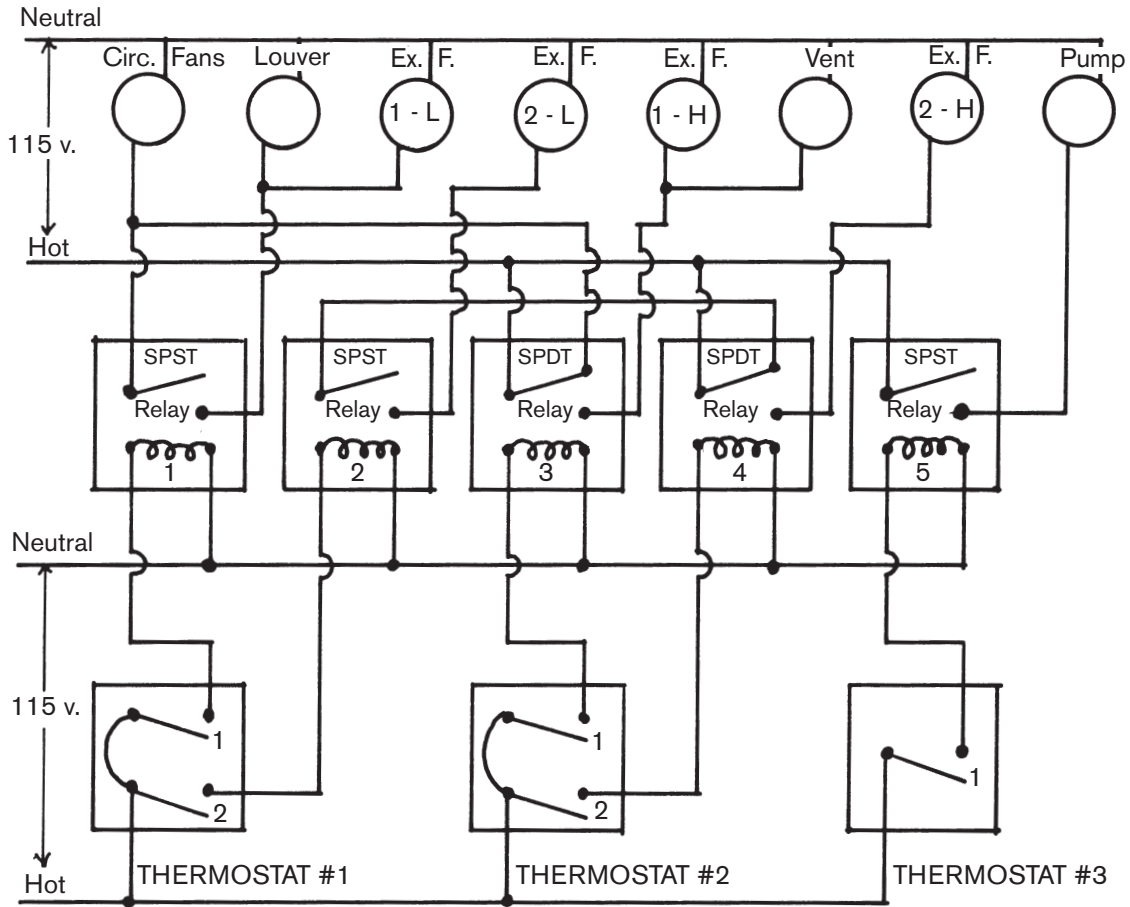 Neutral
Circ. Fans Louver Ex. F. Ex. F. Ex. F. Vent Ex. F. Pump
1 - L 2 - L 1 - H 2 - H
115 v.
Hot
SPST SPST SPDT SPDT SPST
Relay Relay Relay Relay Relay
1 2 3 4 5
Neutral
115 v.
1 1 1
2 2
Hot
THERMOSTAT #1 THERMOSTAT #2 THERMOSTAT #3